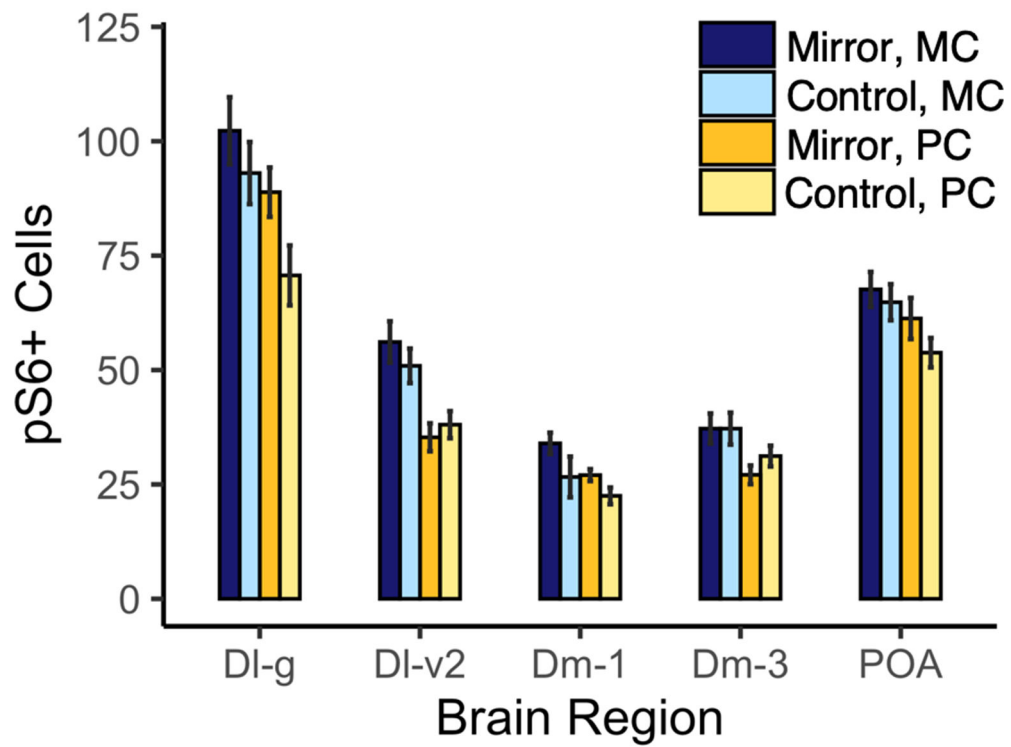 125
100
75
50
25
0
pS6+ Cells
Mirror, MC
Control, MC
Mirror, PC
Control, PC
Dl-g
Dl-v2
Dm-1
Dm-3
POA
Brain Region